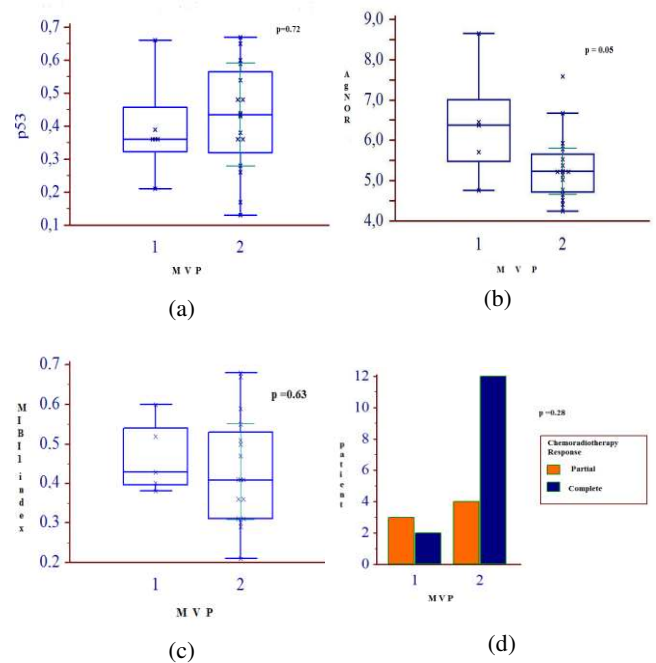 p=0.72
p53
0,7
0,6
0,5
0,4
0,3
0,2
0,1
1 2
M V P
(a)
p = 0.05
AgNOR
9,0
8,0
7,0
6,0
5,0
4,0
1 2
M V P
(b)
p =0.63
MIB1I index
0.7
0.6
0.5
0.4
0.3
0.2
1 2
M V P
(c)
p =0.28
patient
12
10
8
6
4
2
0
1 2
M V P
Chemoradiotherapy
Response
Partial
Complete
(d)